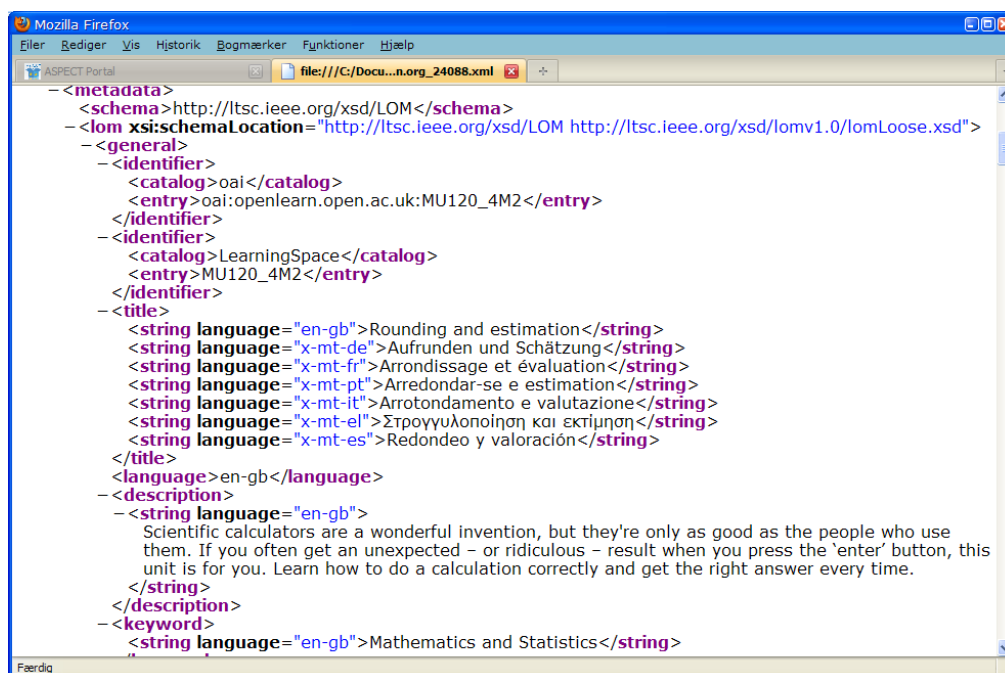 Mozilla Firefox
Filer Rediger Vis Historik Bogmærker Funktioner Hjælp
ASPECT Portal file:///C:/Docu...n.org_24088.xml
−<metadata>
<schema>http://ltsc.ieee.org/xsd/LOM</schema>
−<lom xsi:schemaLocation="http://ltsc.ieee.org/xsd/LOM http://ltsc.ieee.org/xsd/lomv1.0/lomLoose.xsd">
−<general>
−<identifier>
<catalog>oai</catalog>
<entry>oai:openlearn.open.ac.uk:MU120_4M2</entry>
</identifier>
−<identifier>
<catalog>LearningSpace</catalog>
<entry>MU120_4M2</entry>
</identifier>
−<title>
<string language="en-gb">Rounding and estimation</string>
<string language="x-mt-de">Aufrunden und Schätzung</string>
<string language="x-mt-fr">Arrondissage et évaluation</string>
<string language="x-mt-pt">Arredondar-se e estimation</string>
<string language="x-mt-it">Arrotondamento e valutazione</string>
<string language="x-mt-el">Στρογγυλοποίηση και εκτίμηση</string>
<string language="x-mt-es">Redondeo y valoración</string>
</title>
<language>en-gb</language>
−<description>
−<string language="en-gb">
Scientific calculators are a wonderful invention, but they're only as good as the people who use
them. If you often get an unexpected – or ridiculous – result when you press the ‘enter’ button, this
unit is for you. Learn how to do a calculation correctly and get the right answer every time.
</string>
</description>
−<keyword>
<string language="en-gb">Mathematics and Statistics</string>
Færdig